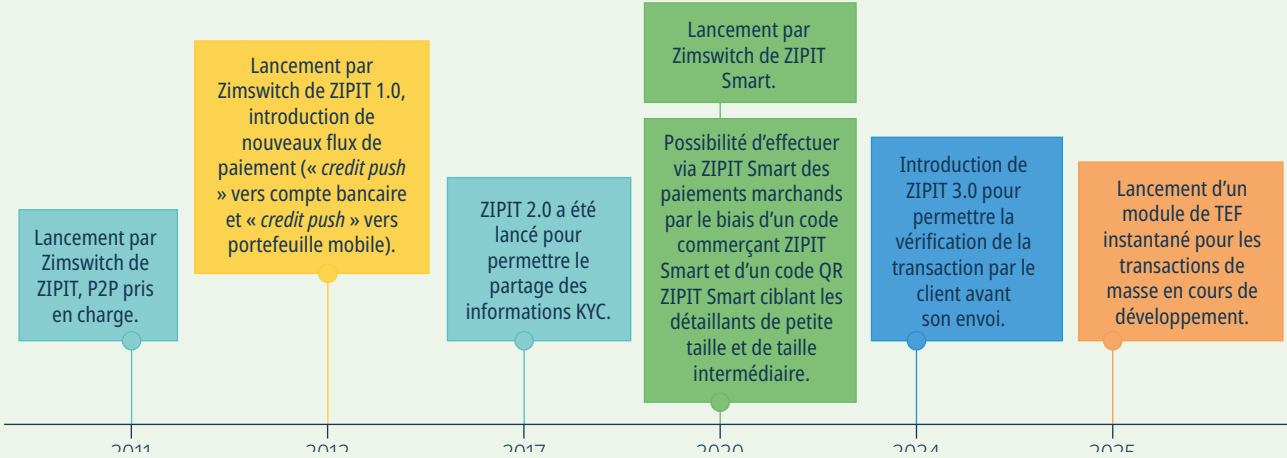 Lancement par
Zimswitch de
ZIPIT, P2P pris
en charge.
Lancement par
Zimswitch de ZIPIT 1.0,
introduction de
nouveaux flux de
paiement (« credit push
» vers compte bancaire
et « credit push » vers
portefeuille mobile).
ZIPIT 2.0 a été
lancé pour
permettre le
partage des
informations KYC.
Lancement par
Zimswitch de ZIPIT
Smart.
Possibilité d’effectuer
via ZIPIT Smart des
paiements marchands
par le biais d’un code
commerçant ZIPIT
Smart et d’un code QR
ZIPIT Smart ciblant les
détaillants de petite
taille et de taille
intermédiaire.
Introduction de
ZIPIT 3.0 pour
permettre la
vérification de la
transaction par le
client avant
son envoi.
Lancement d’un
module de TEF
instantané pour les
transactions de
masse en cours de
développement.
2011
2017
2020
2024
2025